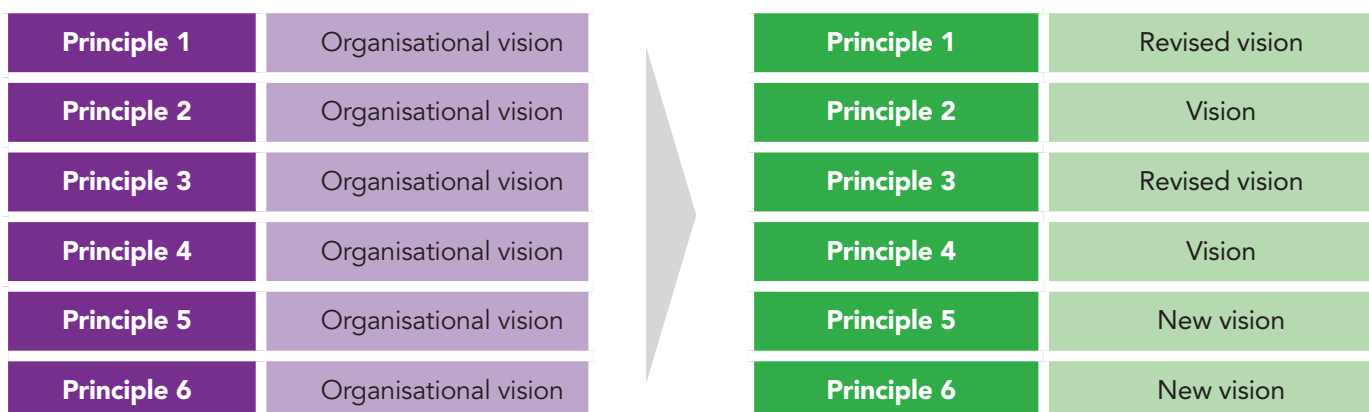 Principle 1 Organisational vision Principle 1 Revised vision
Principle 2 Organisational vision Principle 2 Vision
Principle 3 Organisational vision Principle 3 Revised vision
Principle 4 Organisational vision Principle 4 Vision
Principle 5 Organisational vision Principle 5 New vision
Principle 6 Organisational vision Principle 6 New vision